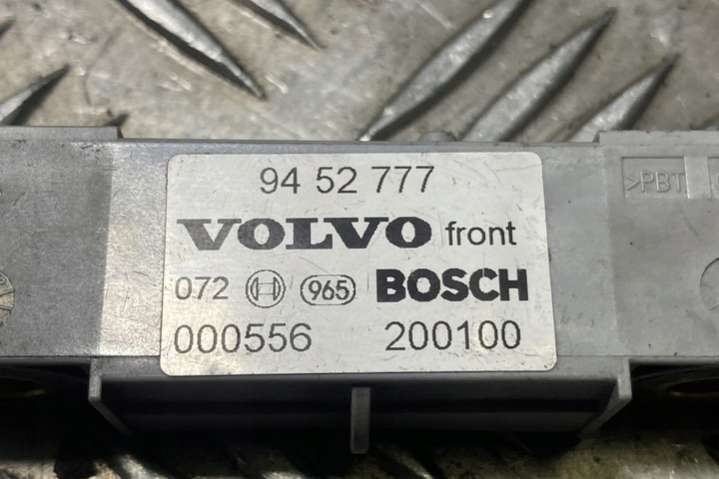 94 52 777
VOLVO front
072 965 BOSCH
000556 200100
>PBT